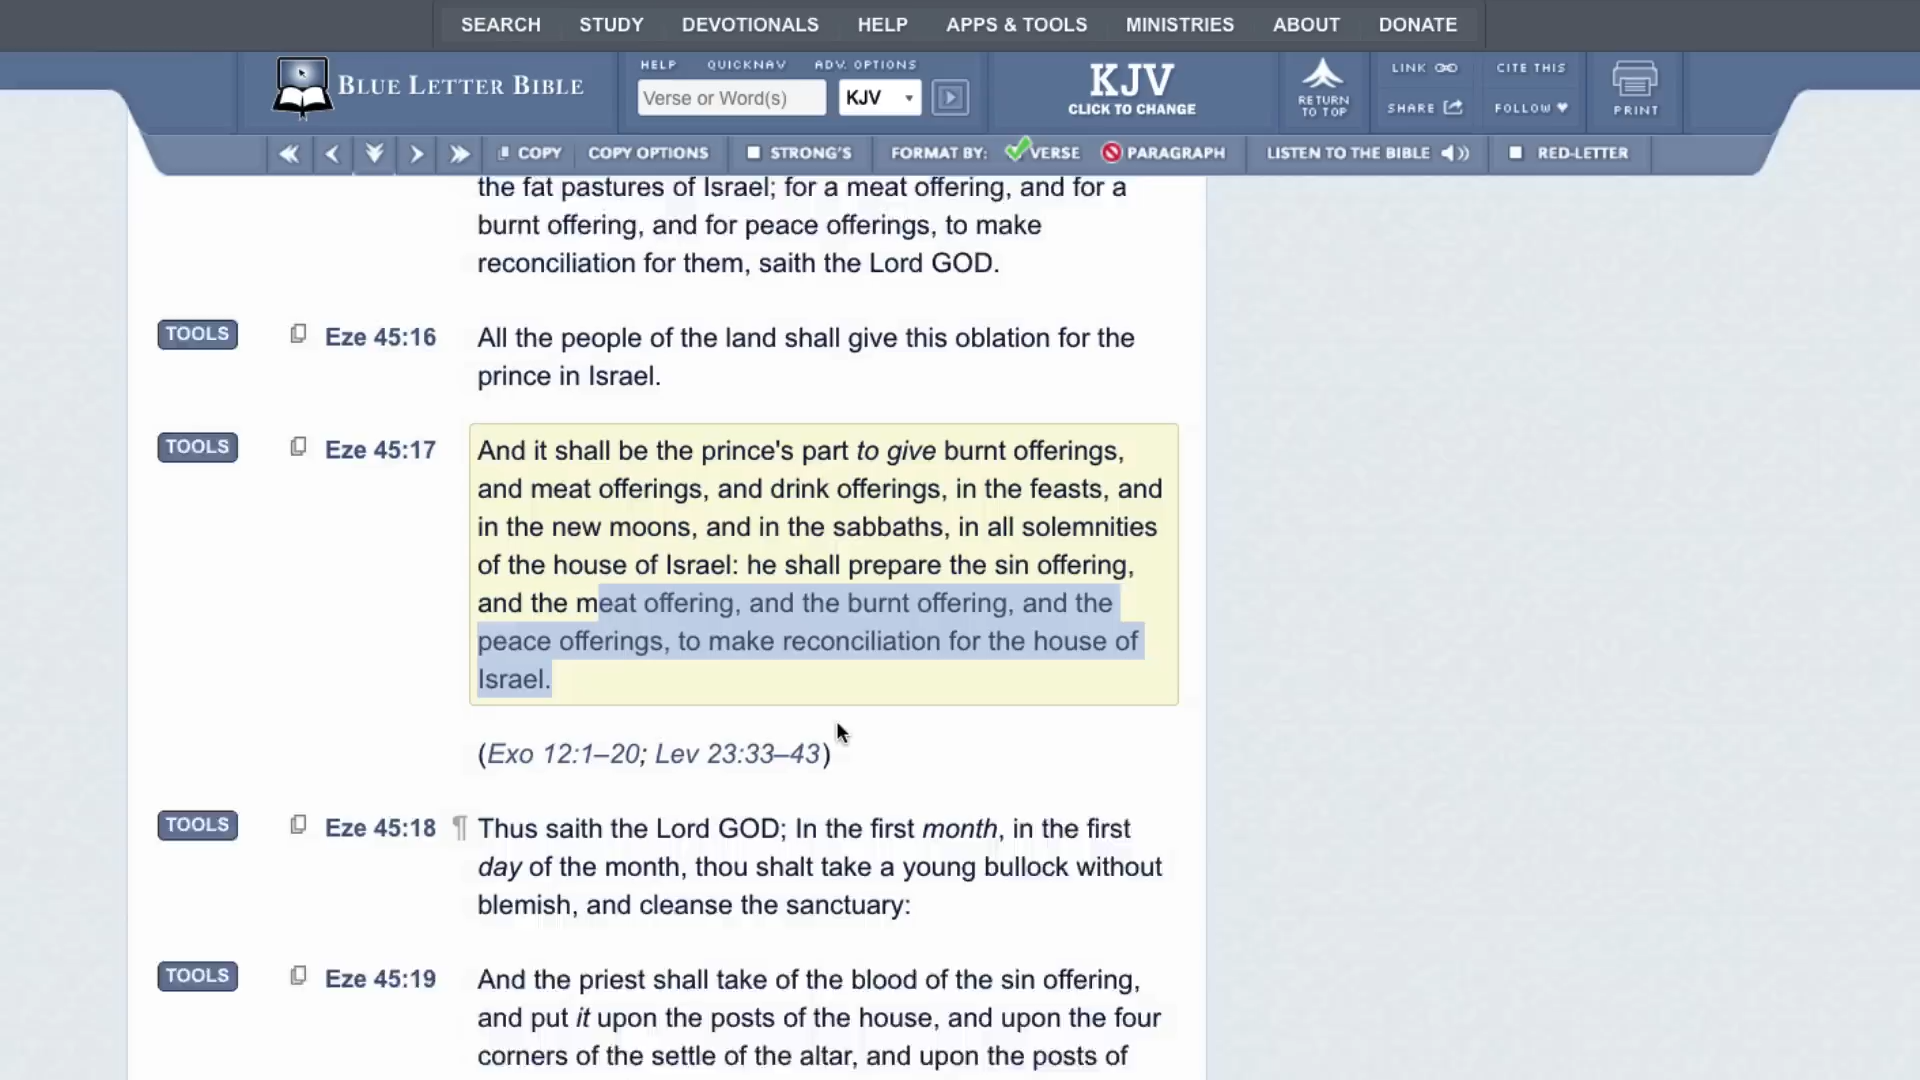 SEARCH STUDY DEVOTIONALS HELP APPS & TOOLS MINISTRIES ABOUT DONATE
BLUE LETTER BIBLE
HELP QUICKNAV ADV. OPTIONS
Verse or Word(s) KJV
KJV
CLICK TO CHANGE
RETURN
TO TOP
LINK
SHARE
CITE THIS
FOLLOW
PRINT
COPY COPY OPTIONS STRONG'S FORMAT BY: VERSE PARAGRAPH LISTEN TO THE BIBLE RED-LETTER
the fat pastures of Israel; for a meat offering, and for a
burnt offering, and for peace offerings, to make
reconciliation for them, saith the Lord GOD.
TOOLS Eze 45:16 All the people of the land shall give this oblation for the
prince in Israel.
TOOLS Eze 45:17 And it shall be the prince's part to give burnt offerings,
and meat offerings, and drink offerings, in the feasts, and
in the new moons, and in the sabbaths, in all solemnities
of the house of Israel: he shall prepare the sin offering,
and the meat offering, and the burnt offering, and the
peace offerings, to make reconciliation for the house of
Israel.
(Exo 12:1–20; Lev 23:33–43)
TOOLS Eze 45:18 ¶ Thus saith the Lord GOD; In the first month, in the first
day of the month, thou shalt take a young bullock without
blemish, and cleanse the sanctuary:
TOOLS Eze 45:19 And the priest shall take of the blood of the sin offering,
and put it upon the posts of the house, and upon the four
corners of the settle of the altar, and upon the posts of